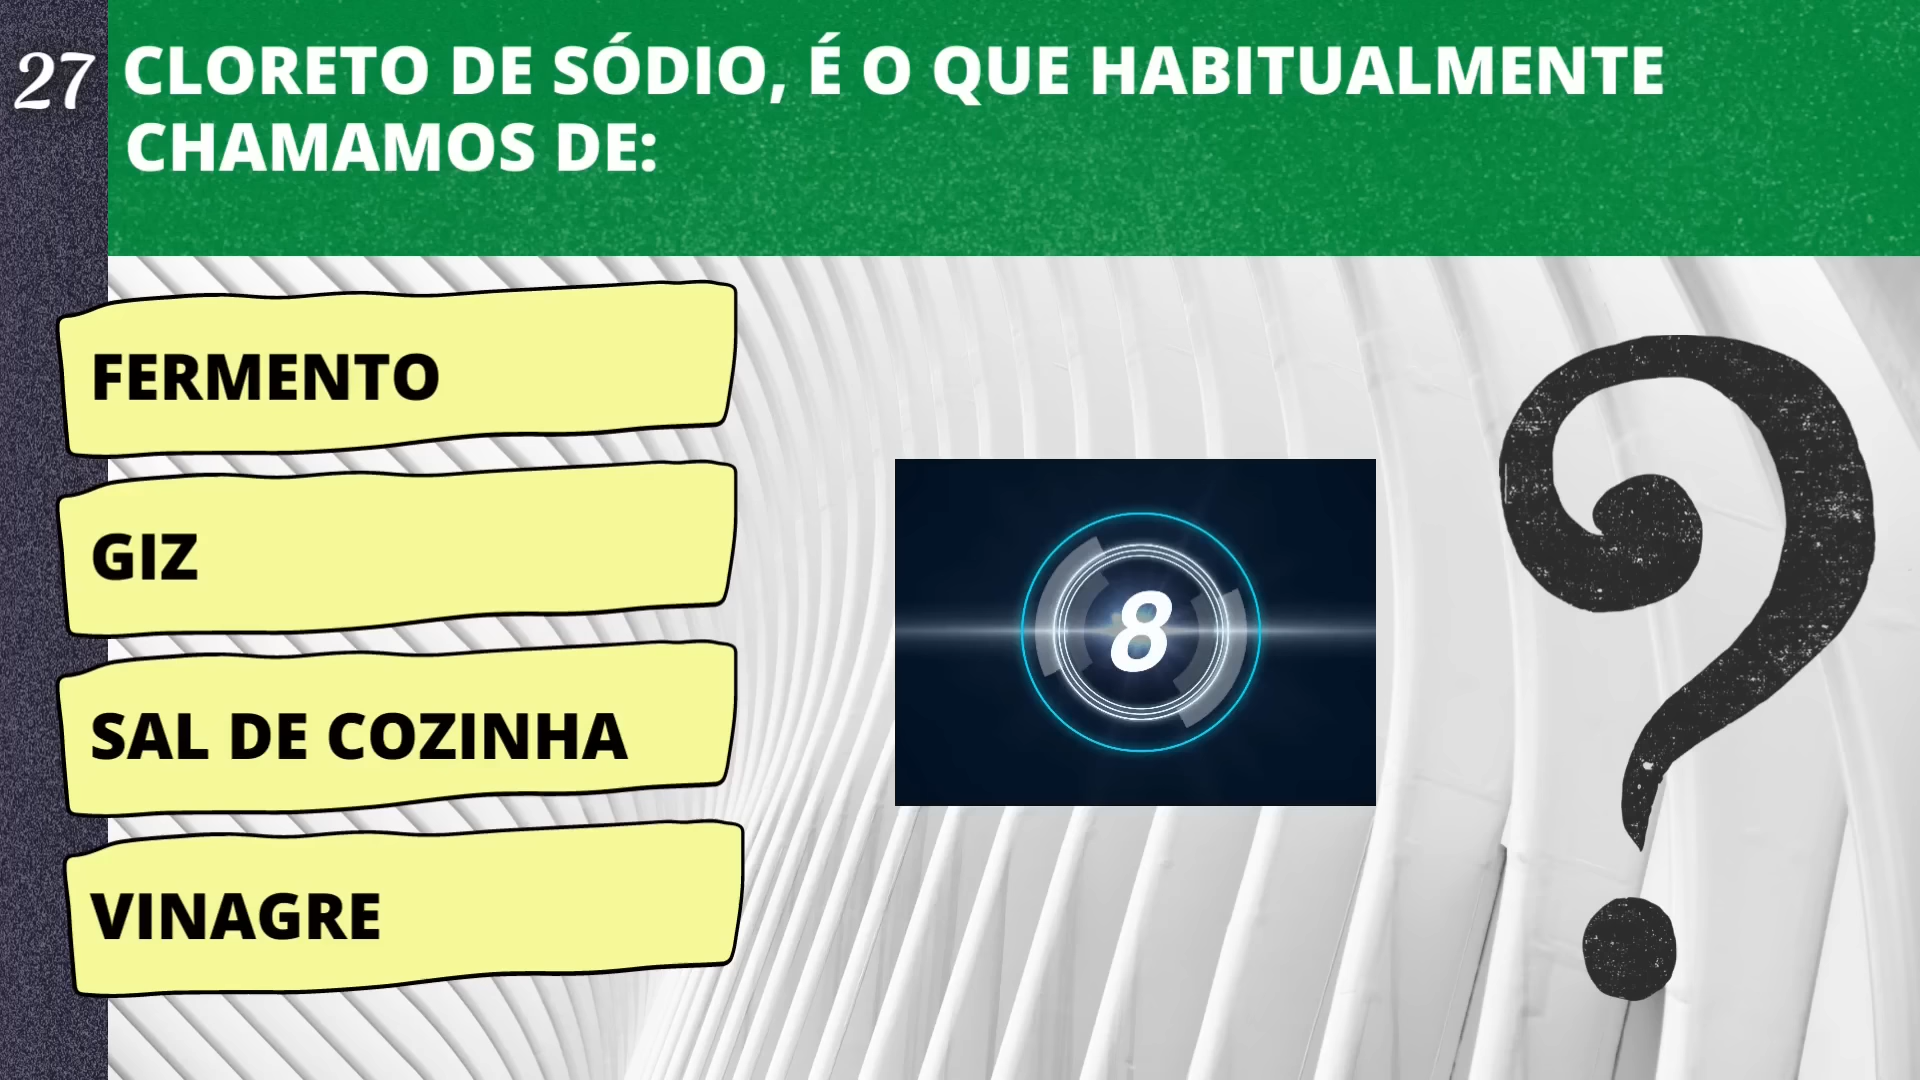 27
CLORETO DE SÓDIO, É O QUE HABITUALMENTE
CHAMAMOS DE:
FERMENTO
GIZ
SAL DE COZINHA
VINAGRE
8
?